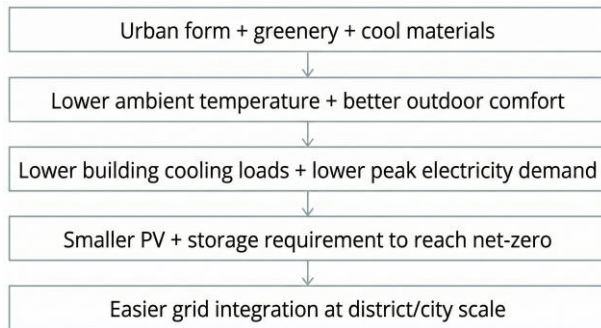 Urban form + greenery + cool materials
Lower ambient temperature + better outdoor comfort
Lower building cooling loads + lower peak electricity demand
Smaller PV + storage requirement to reach net-zero
Easier grid integration at district/city scale